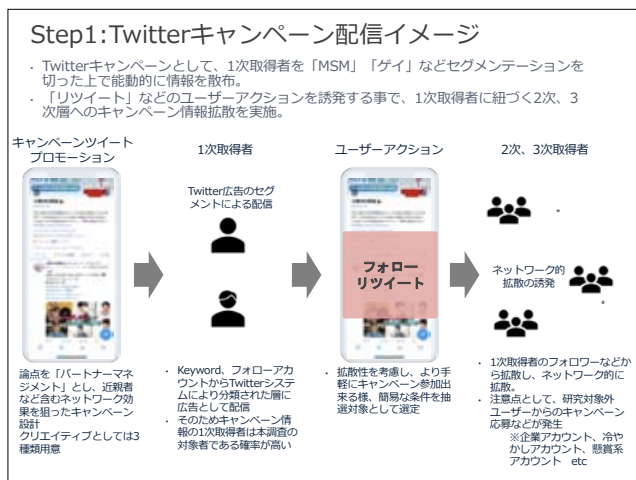 Step1:Twitterキャンペーン配信イメージ
・ Twitterキャンペーンとして、1次取得者を「MSM」「ゲイ」などセグメンテーションを
切った上で能動的に情報を散布。
・ 「リツイート」などのユーザーアクションを誘発する事で、1次取得者に紐づく2次、3
次層へのキャンペーン情報拡散を実施。
キャンペーンツイート
プロモーション
論点を「パートナーマネ
ジメント」とし、近親者
など含むネットワーク効
果を狙ったキャンペーン
設計
クリエイティブとしては3
種類用意
1次取得者
Twitter広告のセグ
メントによる配信
• Keyword、フォローアカ
ウントからTwitterシステ
ムにより分類された層に
広告として配信
• そのためキャンペーン情
報の1次取得者は本調査の
対象者である確率が高い
ユーザーアクション
フォロー
リツイート
• 拡散性を考慮し、より手
軽にキャンペーン参加出
来る様、簡易な条件を抽
選対象として選定
2次、3次取得者
ネットワーク的
拡散の誘発
• 1次取得者のフォロワーなどか
ら拡散し、ネットワーク的に
拡散。
• 注意点として、研究対象外
ユーザーからのキャンペーン
応募などが発生
※企業アカウント、冷や
かしアカウント、懸賞系
アカウント etc